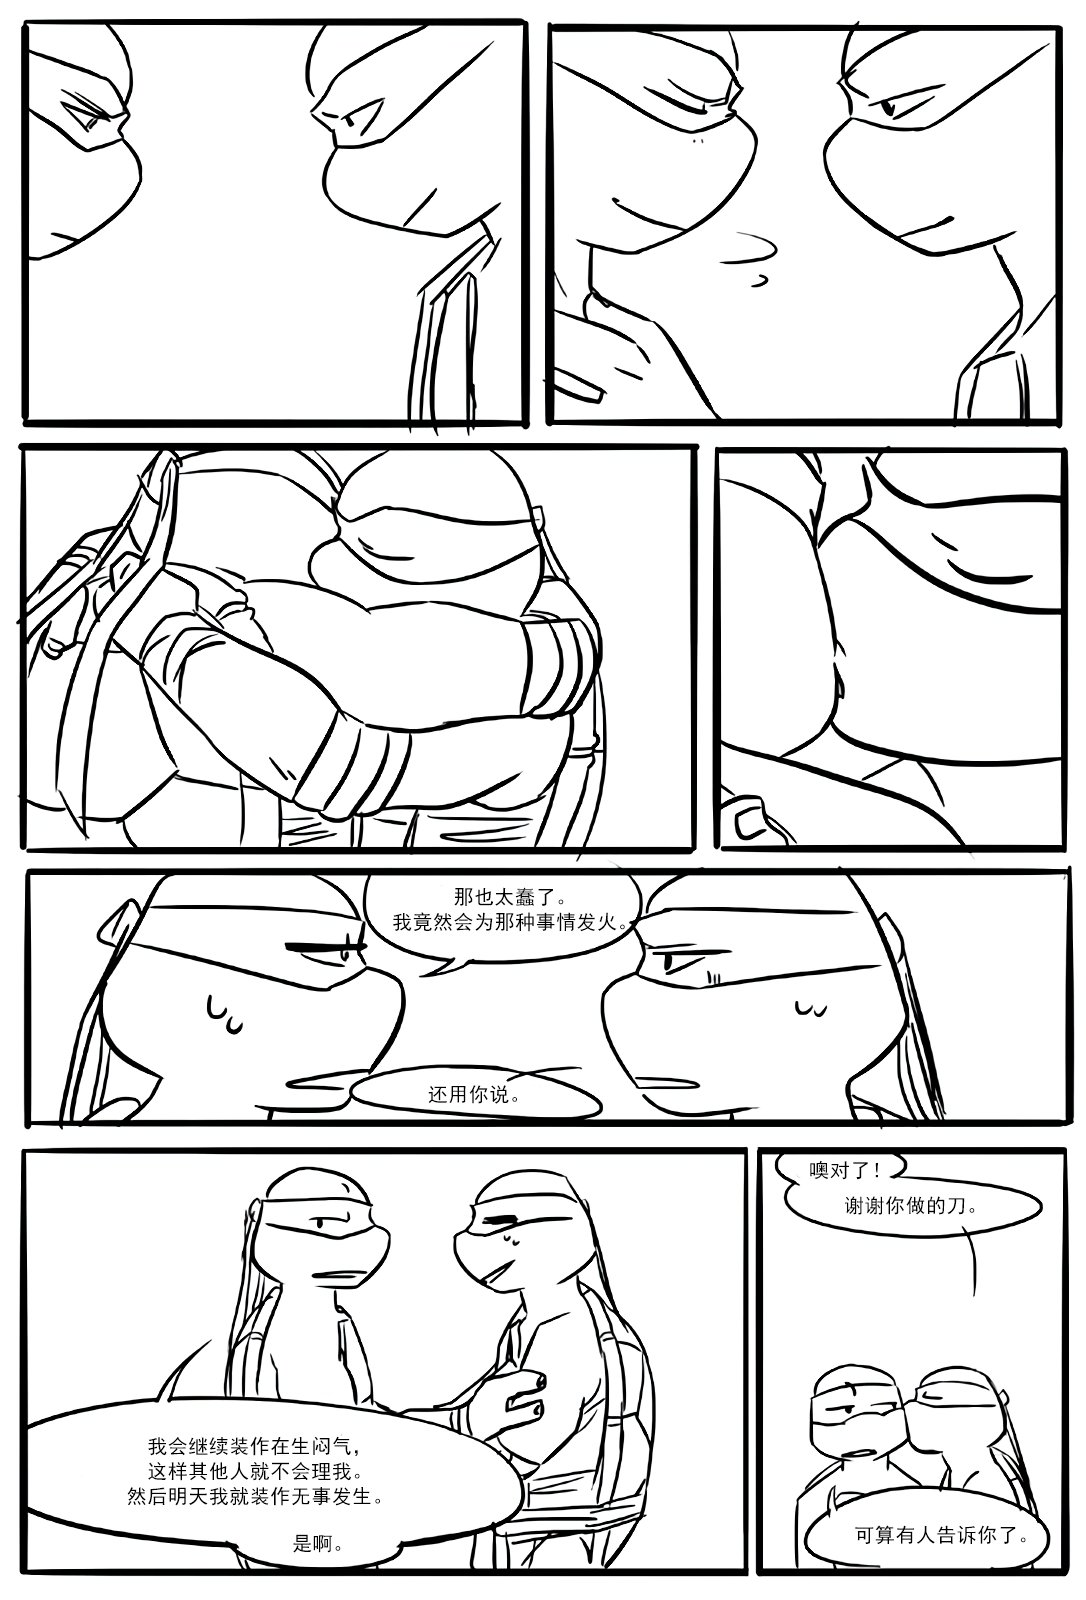 那也太蠢了。
我竟然会为那种事情发火。
还用你说。
我会继续装作在生闷气，
这样其他人就不会理我。
然后明天我就装作无事发生。
是啊。
噢对了！
谢谢你做的刀。
可算有人告诉你了。